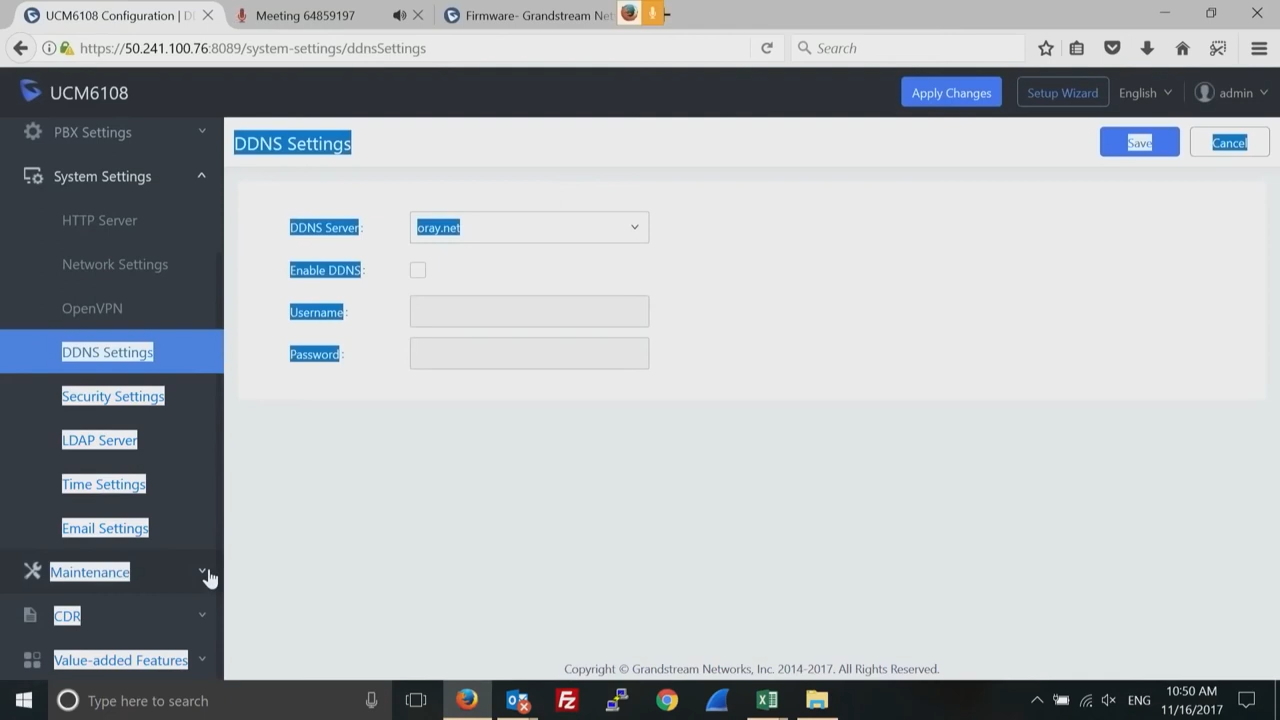 UCM6108 Configuration | D
Meeting 64859197
Firmware- Grandstream Net
https://50.241.100.76:8089/system-settings/ddnsSettings
Search
UCM6108
Apply Changes
Setup Wizard
English
admin
PBX Settings
System Settings
HTTP Server
Network Settings
OpenVPN
DDNS Settings
Security Settings
LDAP Server
Time Settings
Email Settings
Maintenance
CDR
Value-added Features
DDNS Settings
Save
Cancel
DDNS Server:
oray.net
Enable DDNS:
Username:
Password:
Copyright © Grandstream Networks, Inc. 2014-2017. All Rights Reserved.
Type here to search
ENG
10:50 AM
11/16/2017